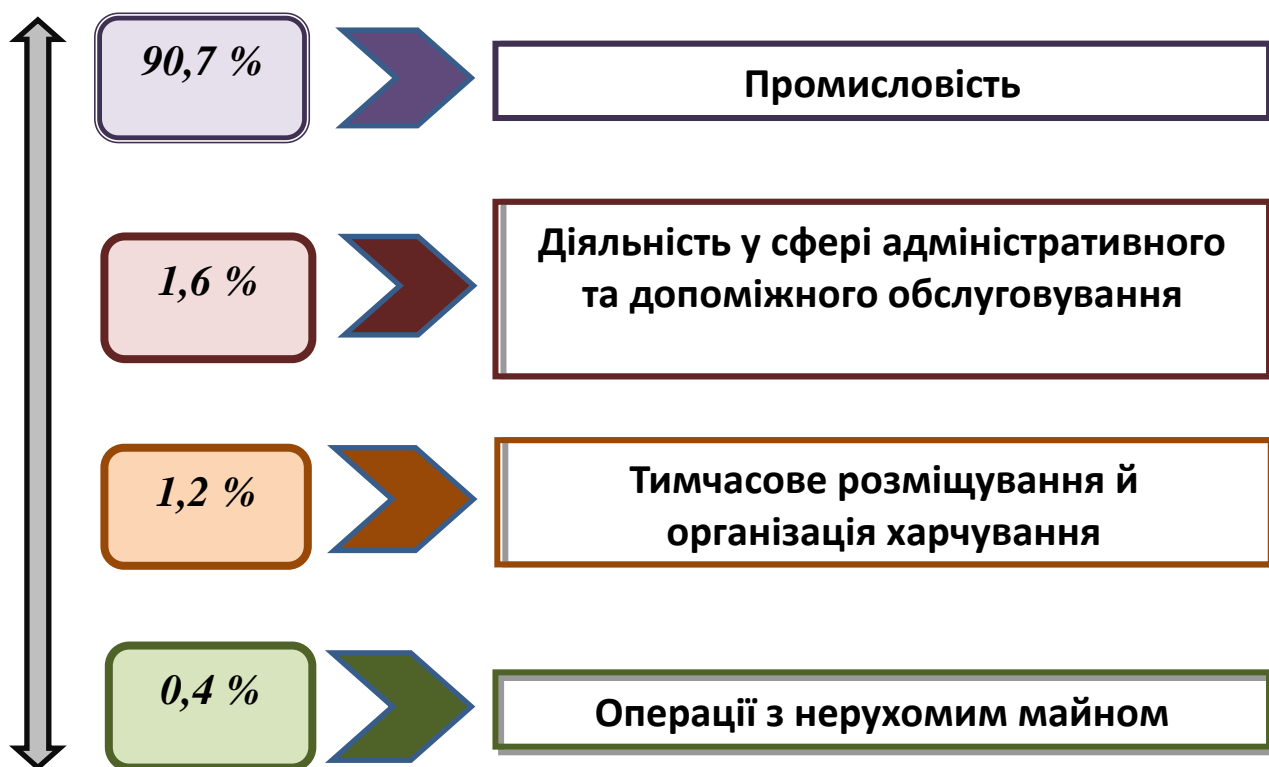 90,7 %
Промисловість
1,6 %
Діяльність у сфері адміністративного
та допоміжного обслуговування
1,2 %
Тимчасове розміщування й
організація харчування
0,4 %
Операції з нерухомим майном